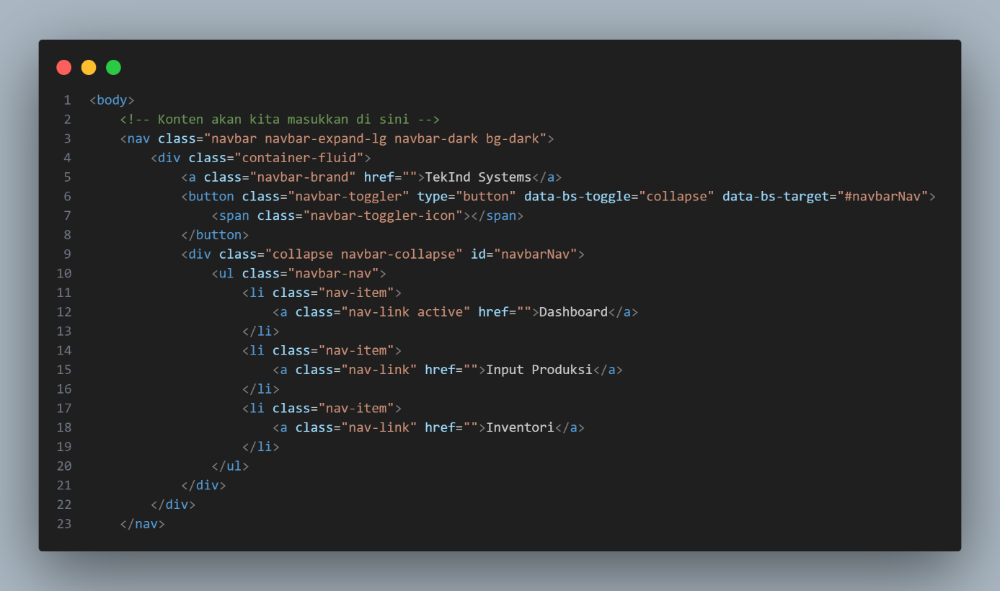 1 <body>
2     <!-- Konten akan kita masukkan di sini -->
3     <nav class="navbar navbar-expand-lg navbar-dark bg-dark">
4         <div class="container-fluid">
5             <a class="navbar-brand" href="">TekInd Systems</a>
6             <button class="navbar-toggler" type="button" data-bs-toggle="collapse" data-bs-target="#navbarNav">
7                 <span class="navbar-toggler-icon"></span>
8             </button>
9             <div class="collapse navbar-collapse" id="navbarNav">
10                 <ul class="navbar-nav">
11                     <li class="nav-item">
12                         <a class="nav-link active" href="">Dashboard</a>
13                     </li>
14                     <li class="nav-item">
15                         <a class="nav-link" href="">Input Produksi</a>
16                     </li>
17                     <li class="nav-item">
18                         <a class="nav-link" href="">Inventori</a>
19                     </li>
20                 </ul>
21             </div>
22         </div>
23     </nav>